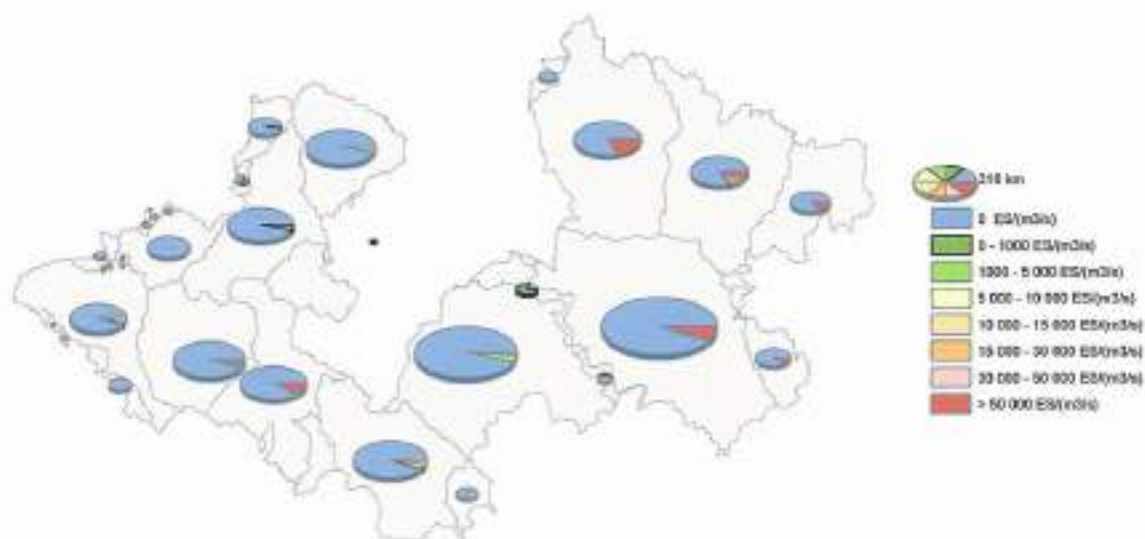 316 km
0 ES/(m3/s)
0 - 1000 ES/(m3/s)
1000 - 5 000 ES/(m3/s)
5 000 - 10 000 ES/(m3/s)
10 000 - 15 000 ES/(m3/s)
15 000 - 30 000 ES/(m3/s)
30 000 - 50 000 ES/(m3/s)
> 50 000 ES/(m3/s)